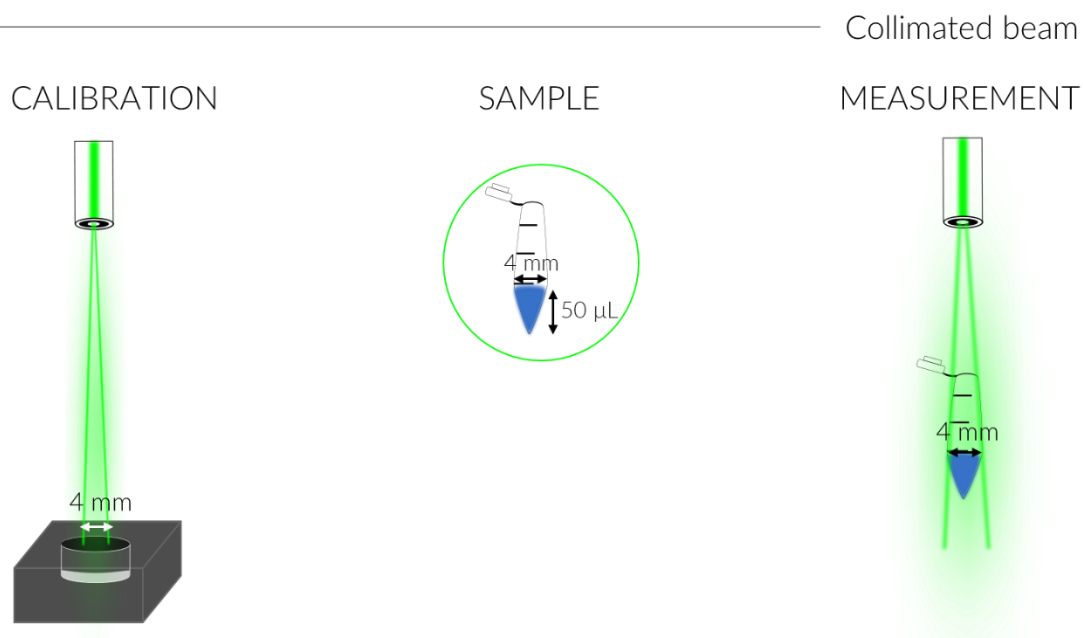 Collimated beam
CALIBRATION
SAMPLE
MEASUREMENT
4 mm
50 µL
4 mm
4 mm